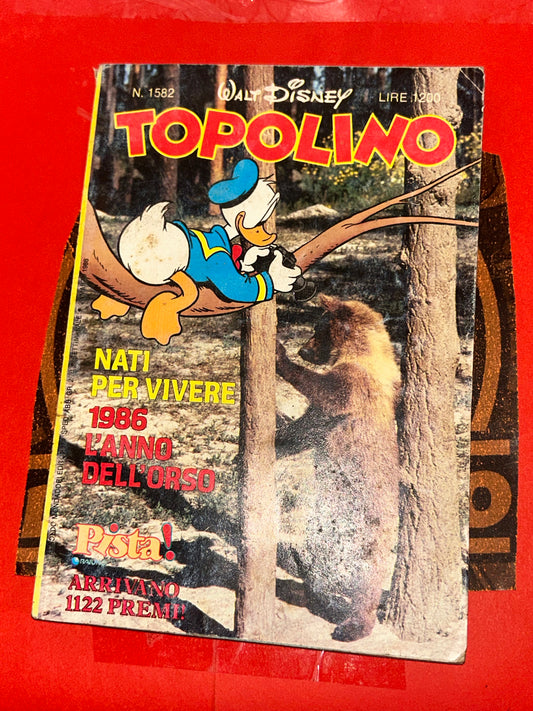 N. 1582
WALT DISNEY
LIRE 1200
TOPOLINO
NATI
PER VIVERE
1986
L'ANNO
DELL'ORSO
Pista!
ARRIVANO
1122 PREMI!